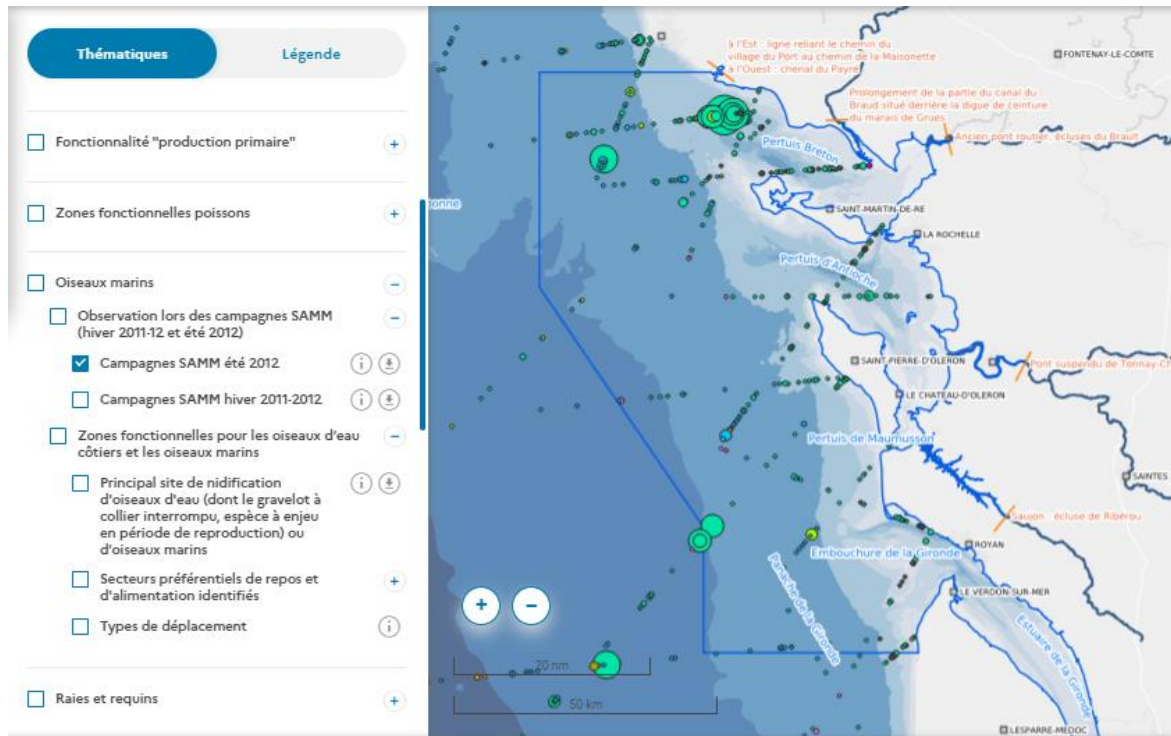 Thématiques
Légende
Fonctionnalité "production primaire"
Zones fonctionnelles poissons
Oiseaux marins
Observation lors des campagnes SAMM
(hiver 2011-12 et été 2012)
Campagnes SAMM été 2012
Campagnes SAMM hiver 2011-2012
Zones fonctionnelles pour les oiseaux d'eau
côtiers et les oiseaux marins
Principal site de nidification
d'oiseaux d'eau (dont le gravelot à
collier interrompu, espèce à enjeu
en période de reproduction) ou
d'oiseaux marins
Secteurs préférentiels de repos et
d'alimentation identifiés
Types de déplacement
Raies et requins
à l'Est : ligne reliant le chemin du
village du Port au chemin de la Maisonette
à l'Ouest : chenal du Payré
FONTENAY-LE-COMTE
Prolongement de la partie du canal du
Braud situé derrière la digue de ceinture
du marais de Grues
Ancien pont routier: écluses du Brault
Pertuis Breton
SAINT-MARTIN-DE-RE
LA ROCHELLE
Pertuis d'Antioche
SAINT-PIERRE-D'OLERON
Pont suspendu de Tonnay-Ch
LE CHATEAU-D'OLERON
Pertuis de Maumusson
SAINTES
Saujon : écluse de Ribérou
ROYAN
Embouchure de la Gironde
Panache de la Gironde
LE VERDON-SUR-MER
Estuaire de la Gironde
LESPARRE-MEDOC
20 nm
50 km